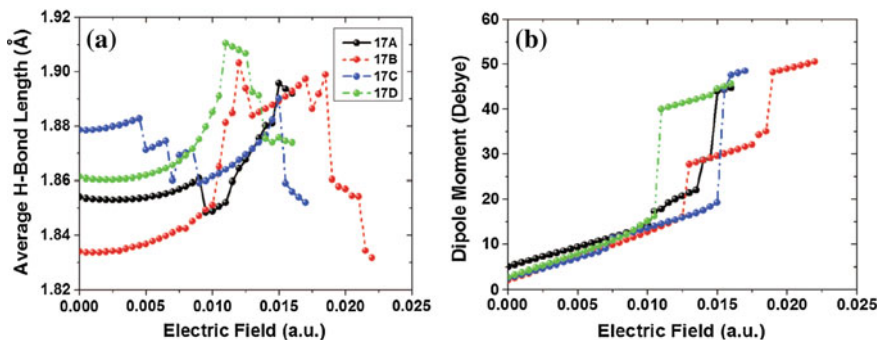 (a)
17A
17B
17C
17D
1.92
1.90
1.88
1.86
1.84
1.82
Average H-Bond Length (Å)
0.000 0.005 0.010 0.015 0.020 0.025
Electric Field (a.u.)
(b)
60
50
40
30
20
10
0
Dipole Moment (Debye)
0.000 0.005 0.010 0.015 0.020 0.025
Electric Field (a.u.)